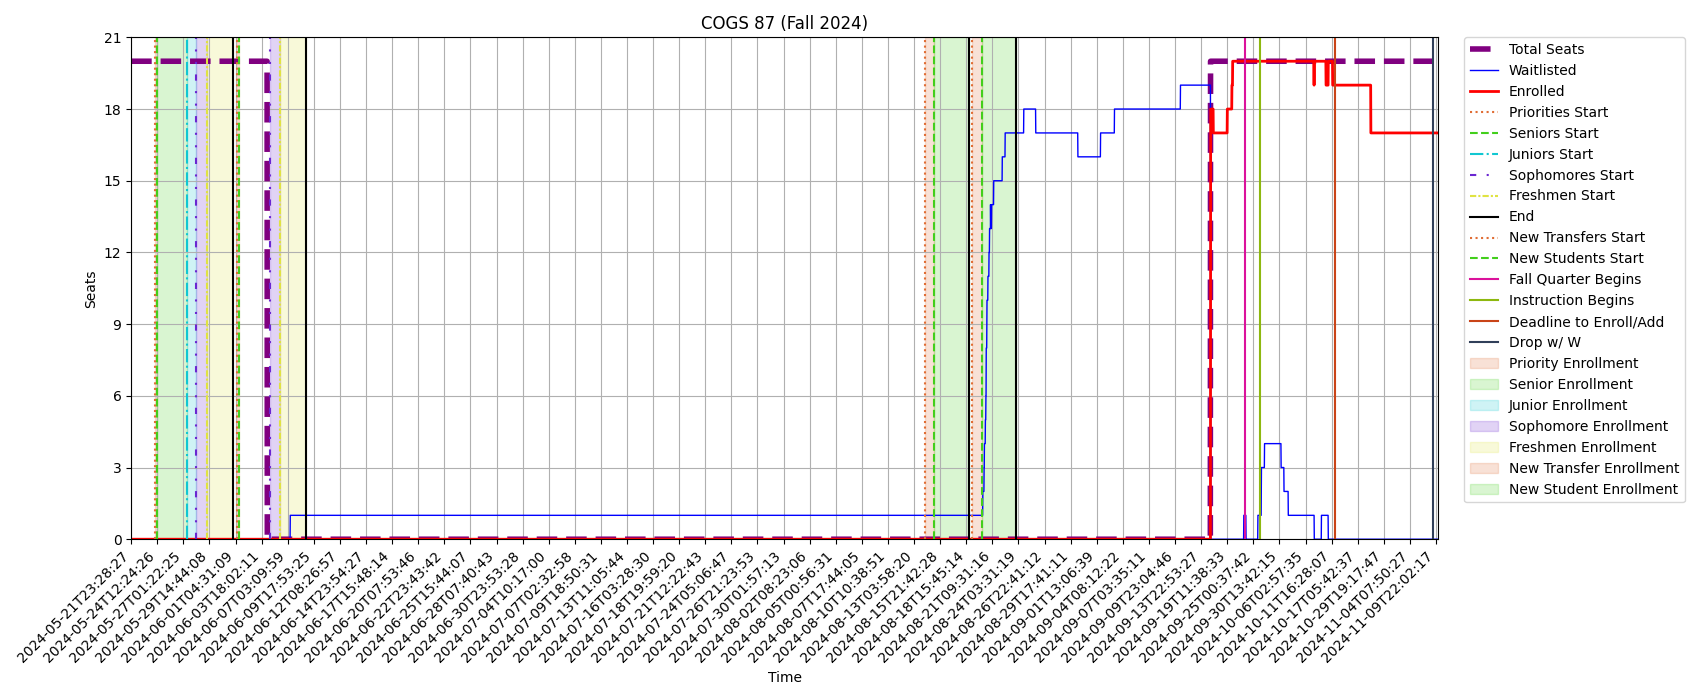 COGS 87 (Fall 2024)
Seats
21
18
15
12
9
6
3
0
2024-05-21T23:28:27
2024-05-24T12:24:26
2024-05-27T01:22:25
2024-05-29T14:44:08
2024-06-01T04:31:09
2024-06-03T18:02:11
2024-06-07T03:09:59
2024-06-09T17:53:25
2024-06-12T08:26:57
2024-06-14T23:54:27
2024-06-17T15:48:14
2024-06-20T07:53:46
2024-06-22T23:43:42
2024-06-25T15:44:07
2024-06-28T07:40:43
2024-06-30T23:53:28
2024-07-04T10:17:00
2024-07-07T02:32:58
2024-07-09T18:50:31
2024-07-13T11:05:44
2024-07-16T03:28:30
2024-07-18T19:59:20
2024-07-21T12:22:43
2024-07-24T05:06:47
2024-07-26T21:23:53
2024-07-30T01:57:13
2024-08-02T08:23:06
2024-08-05T00:56:31
2024-08-07T17:44:05
2024-08-10T10:38:51
2024-08-13T03:58:20
2024-08-15T21:42:28
2024-08-18T15:45:14
2024-08-21T09:31:16
2024-08-24T03:31:19
2024-08-26T22:41:12
2024-08-29T17:41:11
2024-09-01T13:06:39
2024-09-04T08:12:22
2024-09-07T03:35:11
2024-09-09T23:04:46
2024-09-13T22:53:27
2024-09-19T11:38:33
2024-09-25T00:37:42
2024-09-30T13:42:15
2024-10-06T02:57:35
2024-10-11T16:28:07
2024-10-17T05:42:37
2024-10-29T19:17:47
2024-11-04T07:50:27
2024-11-09T22:02:17
Time
Total Seats
Waitlisted
Enrolled
Priorities Start
Seniors Start
Juniors Start
Sophomores Start
Freshmen Start
End
New Transfers Start
New Students Start
Fall Quarter Begins
Instruction Begins
Deadline to Enroll/Add
Drop w/ W
Priority Enrollment
Senior Enrollment
Junior Enrollment
Sophomore Enrollment
Freshmen Enrollment
New Transfer Enrollment
New Student Enrollment